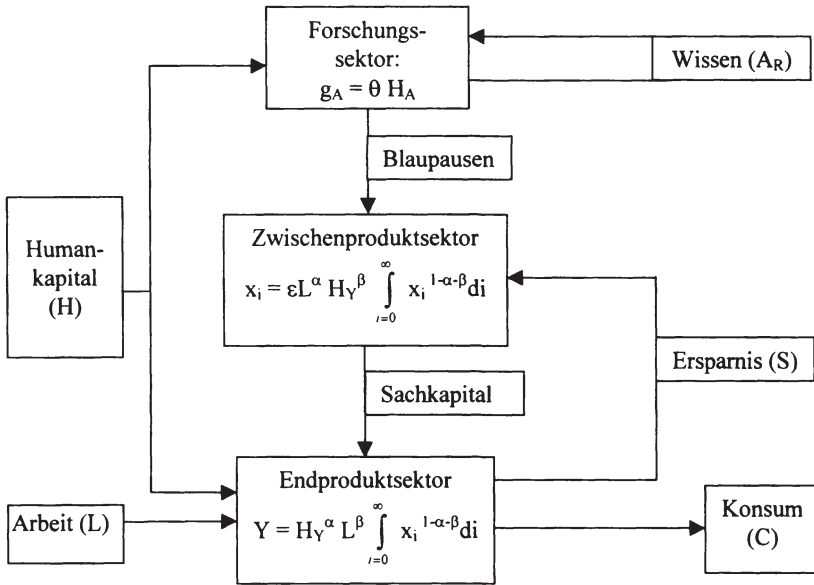 Forschungs-
sektor:
g_A = θ H_A
Wissen (A_R)
Blaupausen
Human-
kapital
(H)
Zwischenproduktsektor
x_i = εL^α H_Y^β ∫_{i=0}^{∞} x_i^{1-α-β}di
Ersparnis (S)
Sachkapital
Endproduktsektor
Y = H_Y^α L^β ∫_{i=0}^{∞} x_i^{1-α-β}di
Arbeit (L)
Konsum
(C)